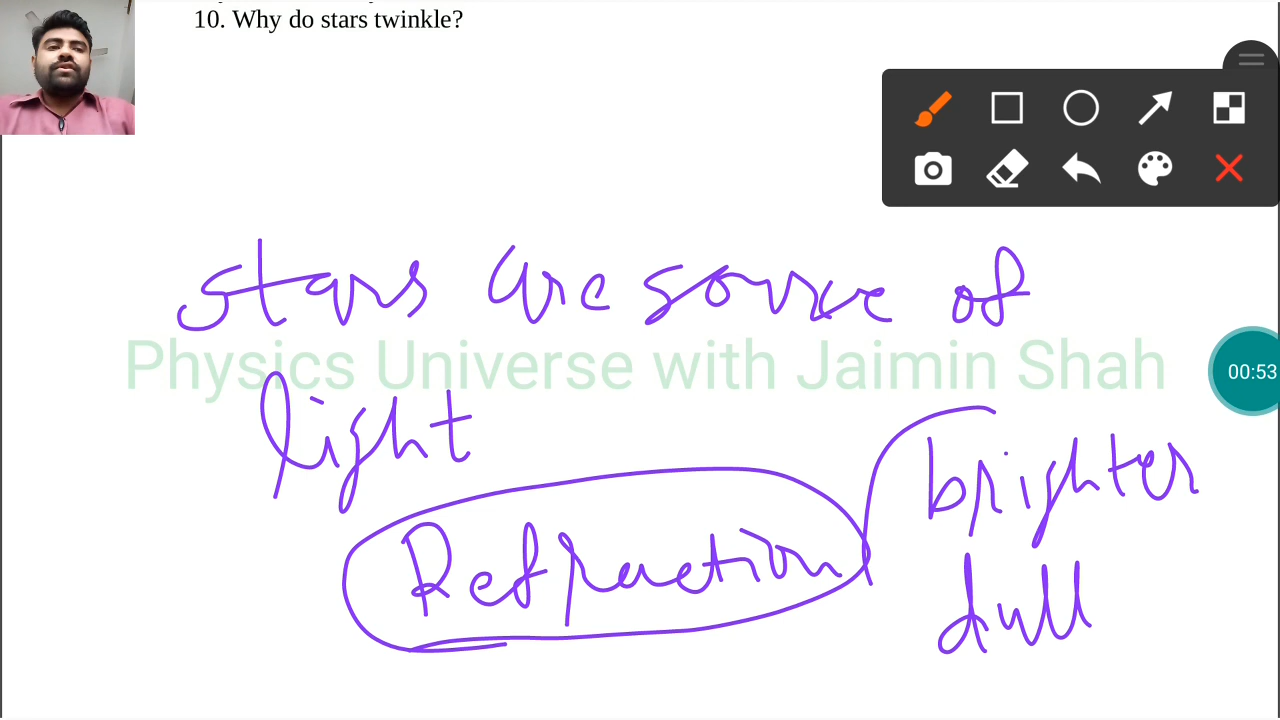 10. Why do stars twinkle?
stars are source of
Physics Universe with Jaimin Shah
00:53
light
brighter
Refraction
dull